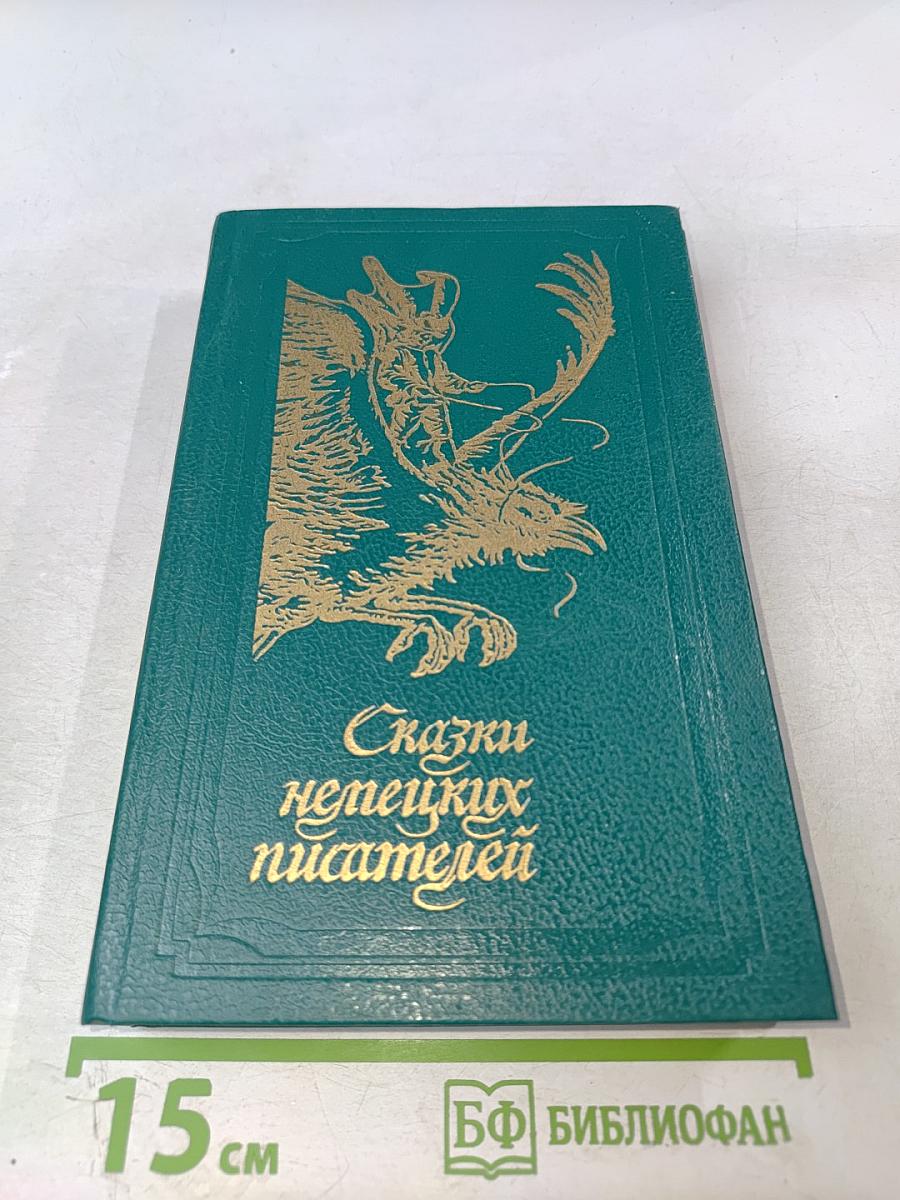 Сказки
немецких
писателей
15 см
БФ БИБЛИОФАН